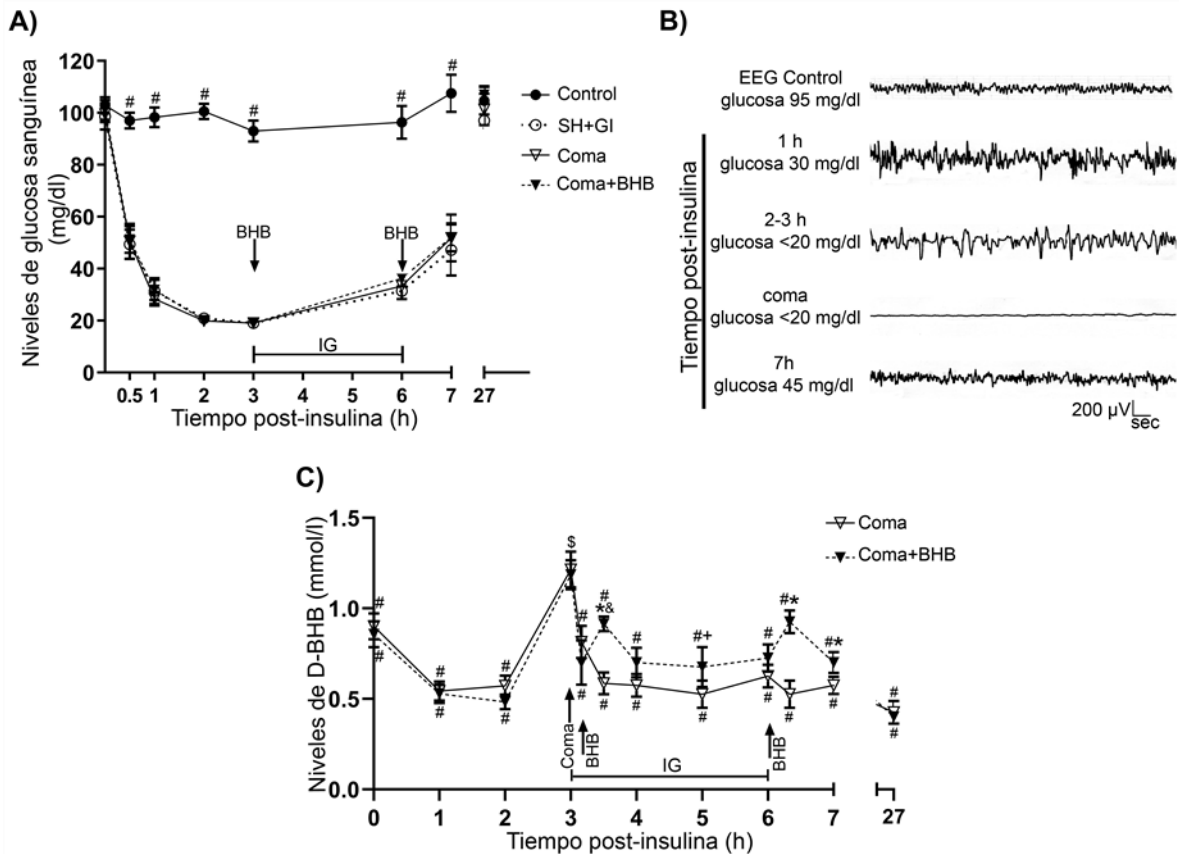 A)
Niveles de glucosa sanguínea
(mg/dl)
120
100
80
60
40
20
0
# # # # # #
BHB
BHB
IG
0.5 1 2 3 4 5 6 7 27
Tiempo post-insulina (h)
Control
SH+GI
Coma
Coma+BHB
B)
EEG Control
glucosa 95 mg/dl
Tiempo post-insulina
1 h
glucosa 30 mg/dl
2-3 h
glucosa <20 mg/dl
coma
glucosa <20 mg/dl
7h
glucosa 45 mg/dl
200 µV
sec
C)
Niveles de D-BHB (mmol/l)
1.5
1.0
0.5
0.0
#
#
#
#
#
#
$
#
#
#
*&
#
#
#
#+
#
#
#
#*
#
#*
#
#
#
Coma
BHB
BHB
IG
0 1 2 3 4 5 6 7 27
Tiempo post-insulina (h)
Coma
Coma+BHB